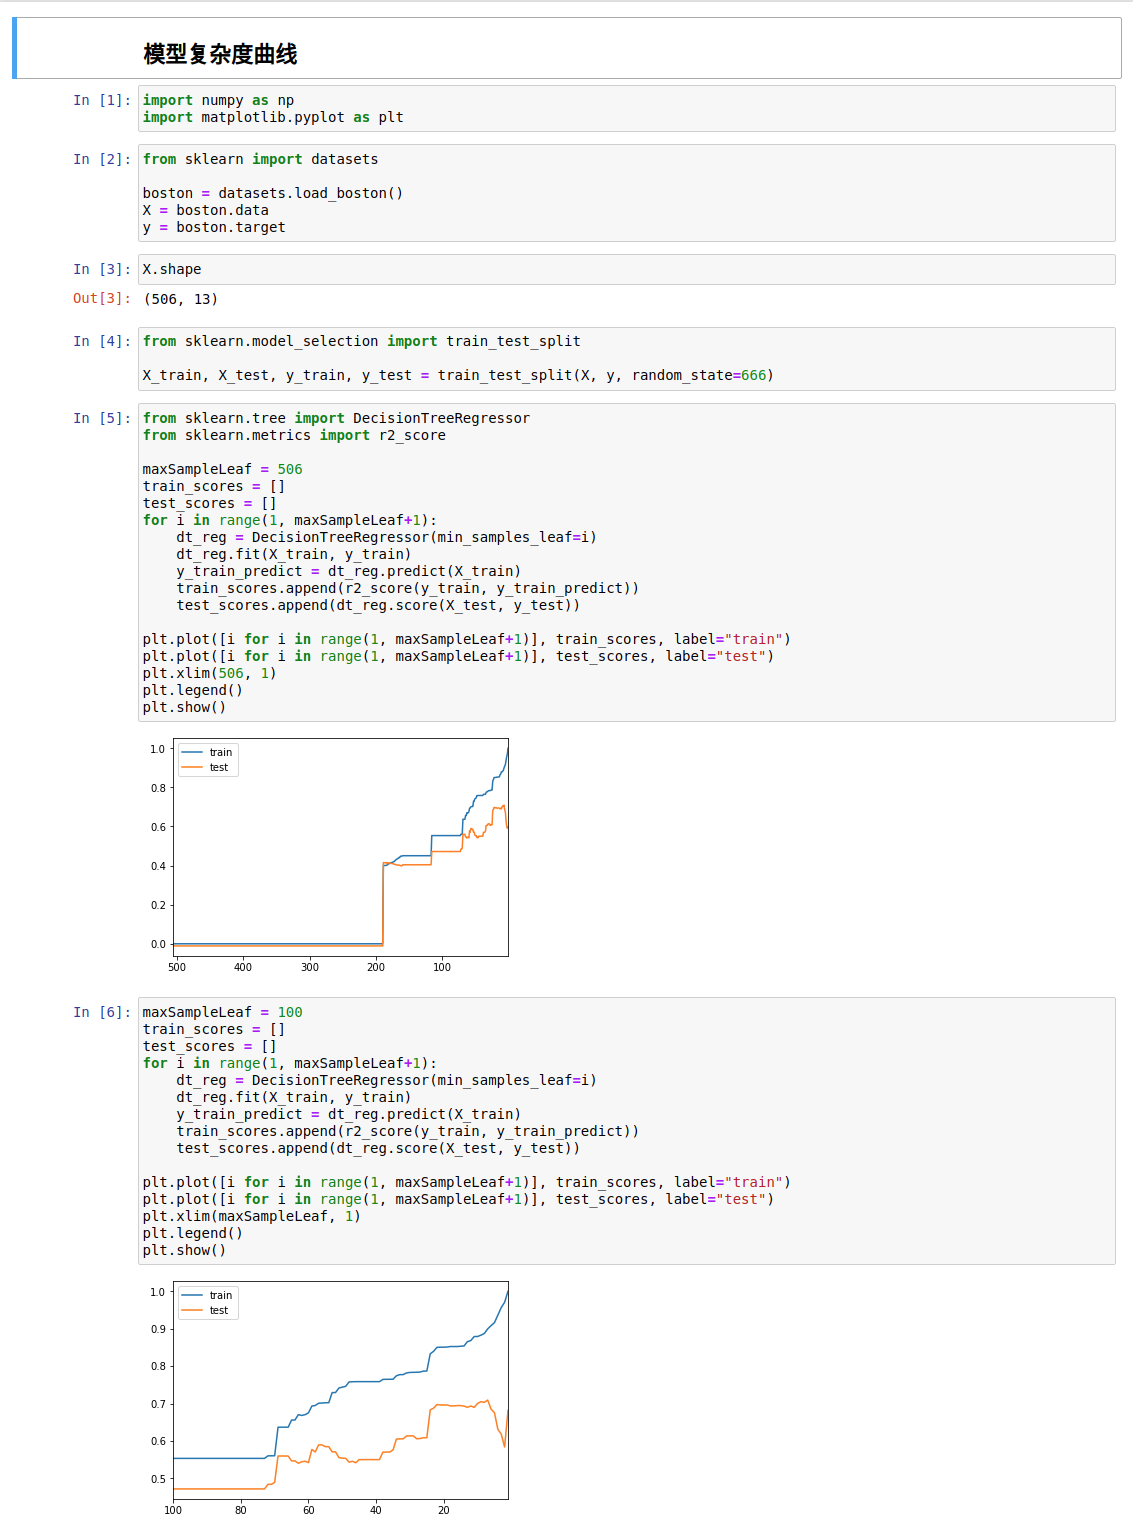 模型复杂度曲线
In [1]:
import numpy as np
import matplotlib.pyplot as plt
In [2]:
from sklearn import datasets
boston = datasets.load_boston()
X = boston.data
y = boston.target
In [3]:
X.shape
Out[3]:
(506, 13)
In [4]:
from sklearn.model_selection import train_test_split
X_train, X_test, y_train, y_test = train_test_split(X, y, random_state=666)
In [5]:
from sklearn.tree import DecisionTreeRegressor
from sklearn.metrics import r2_score
maxSampleLeaf = 506
train_scores = []
test_scores = []
for i in range(1, maxSampleLeaf+1):
    dt_reg = DecisionTreeRegressor(min_samples_leaf=i)
    dt_reg.fit(X_train, y_train)
    y_train_predict = dt_reg.predict(X_train)
    train_scores.append(r2_score(y_train, y_train_predict))
    test_scores.append(dt_reg.score(X_test, y_test))
plt.plot([i for i in range(1, maxSampleLeaf+1)], train_scores, label="train")
plt.plot([i for i in range(1, maxSampleLeaf+1)], test_scores, label="test")
plt.xlim(506, 1)
plt.legend()
plt.show()
train
test
1.0
0.8
0.6
0.4
0.2
0.0
500 400 300 200 100
In [6]:
maxSampleLeaf = 100
train_scores = []
test_scores = []
for i in range(1, maxSampleLeaf+1):
    dt_reg = DecisionTreeRegressor(min_samples_leaf=i)
    dt_reg.fit(X_train, y_train)
    y_train_predict = dt_reg.predict(X_train)
    train_scores.append(r2_score(y_train, y_train_predict))
    test_scores.append(dt_reg.score(X_test, y_test))
plt.plot([i for i in range(1, maxSampleLeaf+1)], train_scores, label="train")
plt.plot([i for i in range(1, maxSampleLeaf+1)], test_scores, label="test")
plt.xlim(maxSampleLeaf, 1)
plt.legend()
plt.show()
train
test
1.0
0.9
0.8
0.7
0.6
0.5
100 80 60 40 20